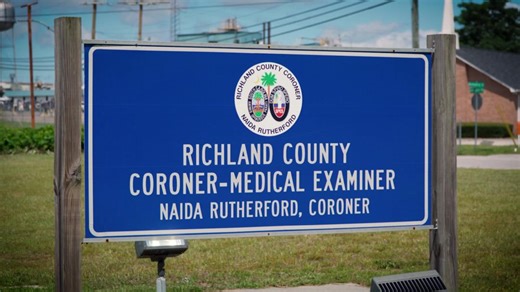 RICHLAND COUNTY CORONER
NAIDA RUTHERFORD
RICHLAND COUNTY
CORONER-MEDICAL EXAMINER
NAIDA RUTHERFORD, CORONER